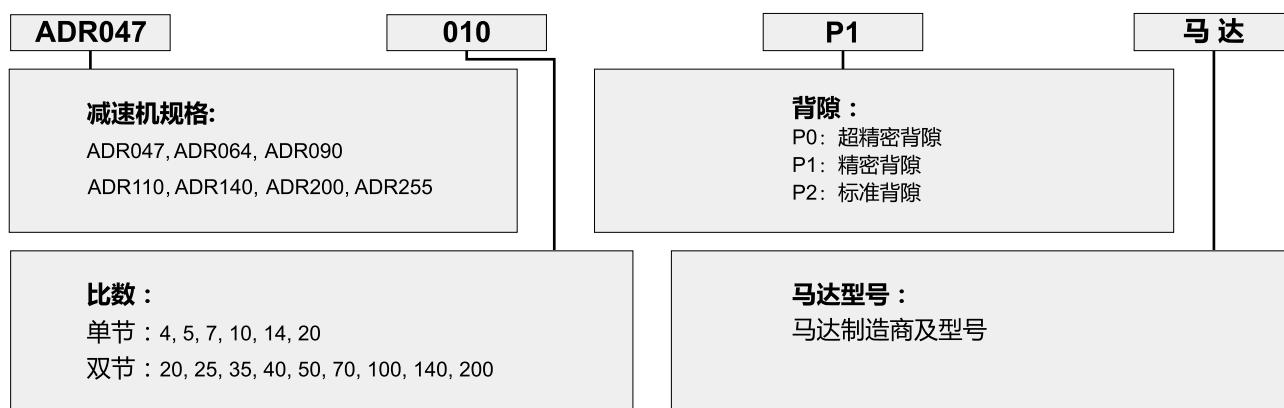 ADR047 010 P1 马达
减速机规格:
ADR047, ADR064, ADR090
ADR110, ADR140, ADR200, ADR255
背隙：
P0：超精密背隙
P1：精密背隙
P2：标准背隙
比数：
单节：4, 5, 7, 10, 14, 20
双节：20, 25, 35, 40, 50, 70, 100, 140, 200
马达型号：
马达制造商及型号